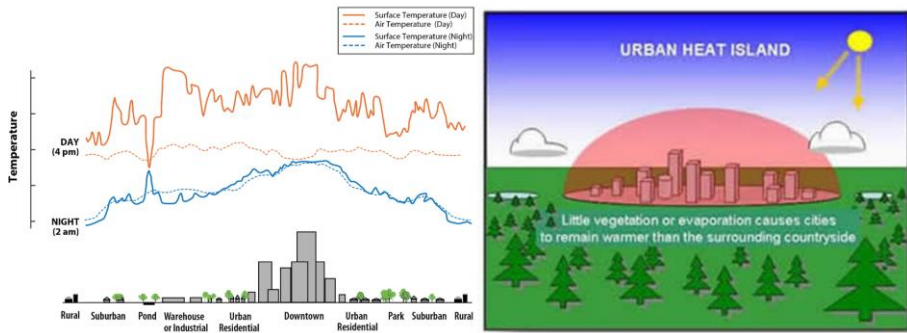 Surface Temperature (Day)
Air Temperature (Day)
Surface Temperature (Night)
Air Temperature (Night)
Temperature
DAY
(4 pm)
NIGHT
(2 am)
Rural
Suburban
Pond
Warehouse
or Industrial
Urban
Residential
Downtown
Urban
Residential
Park
Suburban
Rural
URBAN HEAT ISLAND
Little vegetation or evaporation causes cities
to remain warmer than the surrounding countryside